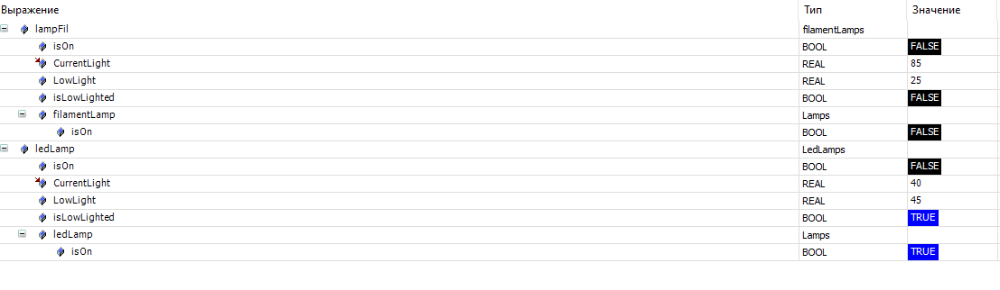 Выражение Тип Значение
lampFil filamentLamps
isOn BOOL FALSE
CurrentLight REAL 85
LowLight REAL 25
isLowLighted BOOL FALSE
filamentLamp Lamps
isOn BOOL FALSE
ledLamp LedLamps
isOn BOOL FALSE
CurrentLight REAL 40
LowLight REAL 45
isLowLighted BOOL TRUE
ledLamp Lamps
isOn BOOL TRUE